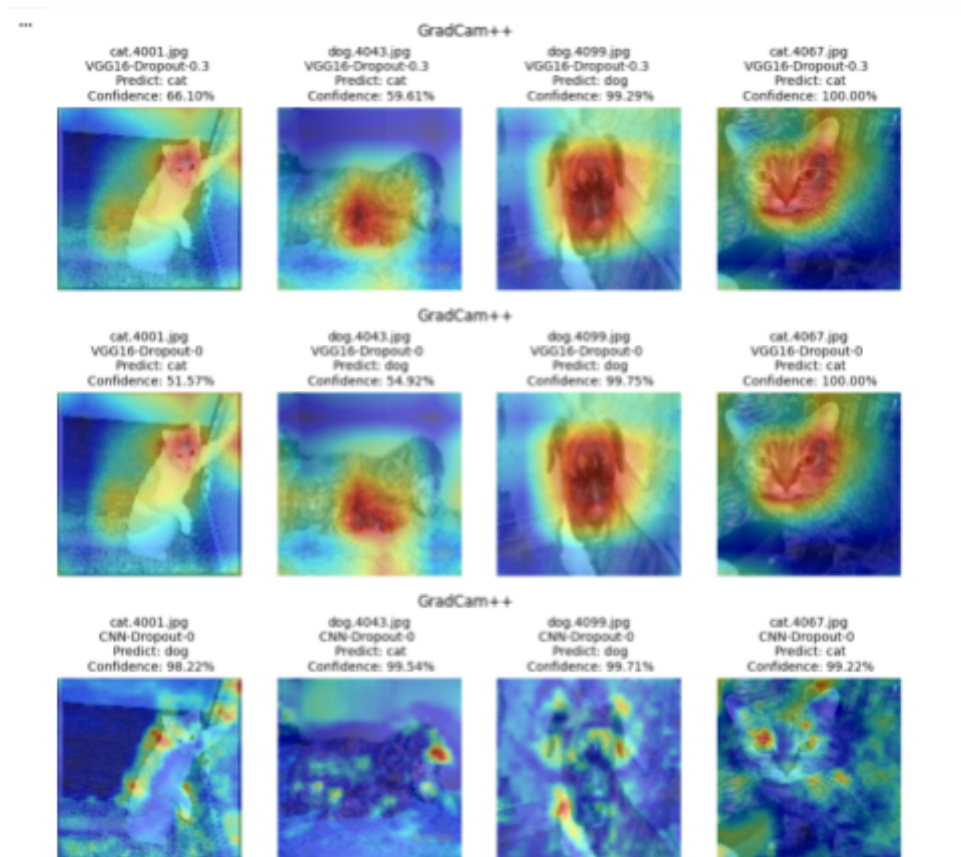 ...
GradCam++
cat.4001.jpg dog.4043.jpg dog.4099.jpg cat.4067.jpg
VGG16-Dropout-0.3 VGG16-Dropout-0.3 VGG16-Dropout-0.3 VGG16-Dropout-0.3
Predict: cat Predict: cat Predict: dog Predict: cat
Confidence: 66.10% Confidence: 59.61% Confidence: 99.29% Confidence: 100.00%
GradCam++
cat.4001.jpg dog.4043.jpg dog.4099.jpg cat.4067.jpg
VGG16-Dropout-0 VGG16-Dropout-0 VGG16-Dropout-0 VGG16-Dropout-0
Predict: cat Predict: dog Predict: dog Predict: cat
Confidence: 51.57% Confidence: 54.92% Confidence: 99.75% Confidence: 100.00%
GradCam++
cat.4001.jpg dog.4043.jpg dog.4099.jpg cat.4067.jpg
CNN-Dropout-0 CNN-Dropout-0 CNN-Dropout-0 CNN-Dropout-0
Predict: dog Predict: cat Predict: dog Predict: cat
Confidence: 98.22% Confidence: 99.54% Confidence: 99.71% Confidence: 99.22%